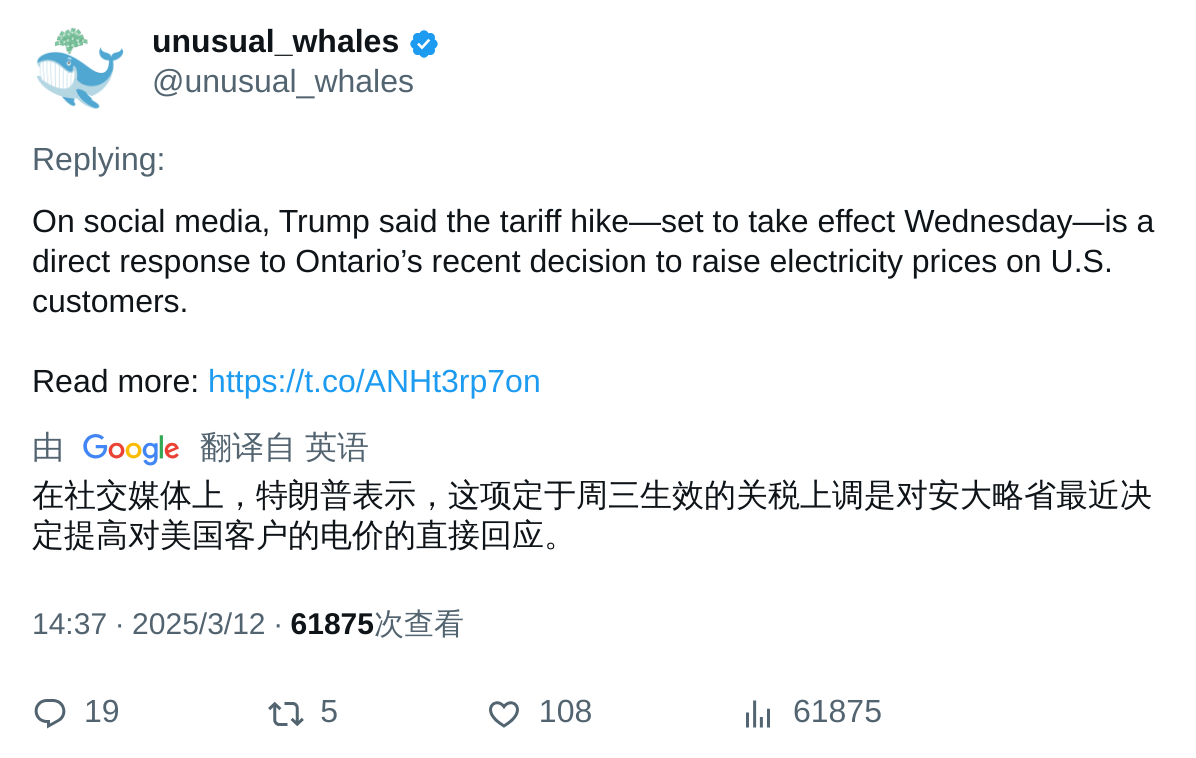 unusual_whales
@unusual_whales
Replying:
On social media, Trump said the tariff hike—set to take effect Wednesday—is a
direct response to Ontario’s recent decision to raise electricity prices on U.S.
customers.
Read more: https://t.co/ANHt3rp7on
由 Google 翻译自 英语
在社交媒体上，特朗普表示，这项定于周三生效的关税上调是对安大略省最近决
定提高对美国客户的电价的直接回应。
14:37 · 2025/3/12 · 61875次查看
19 5 108 61875